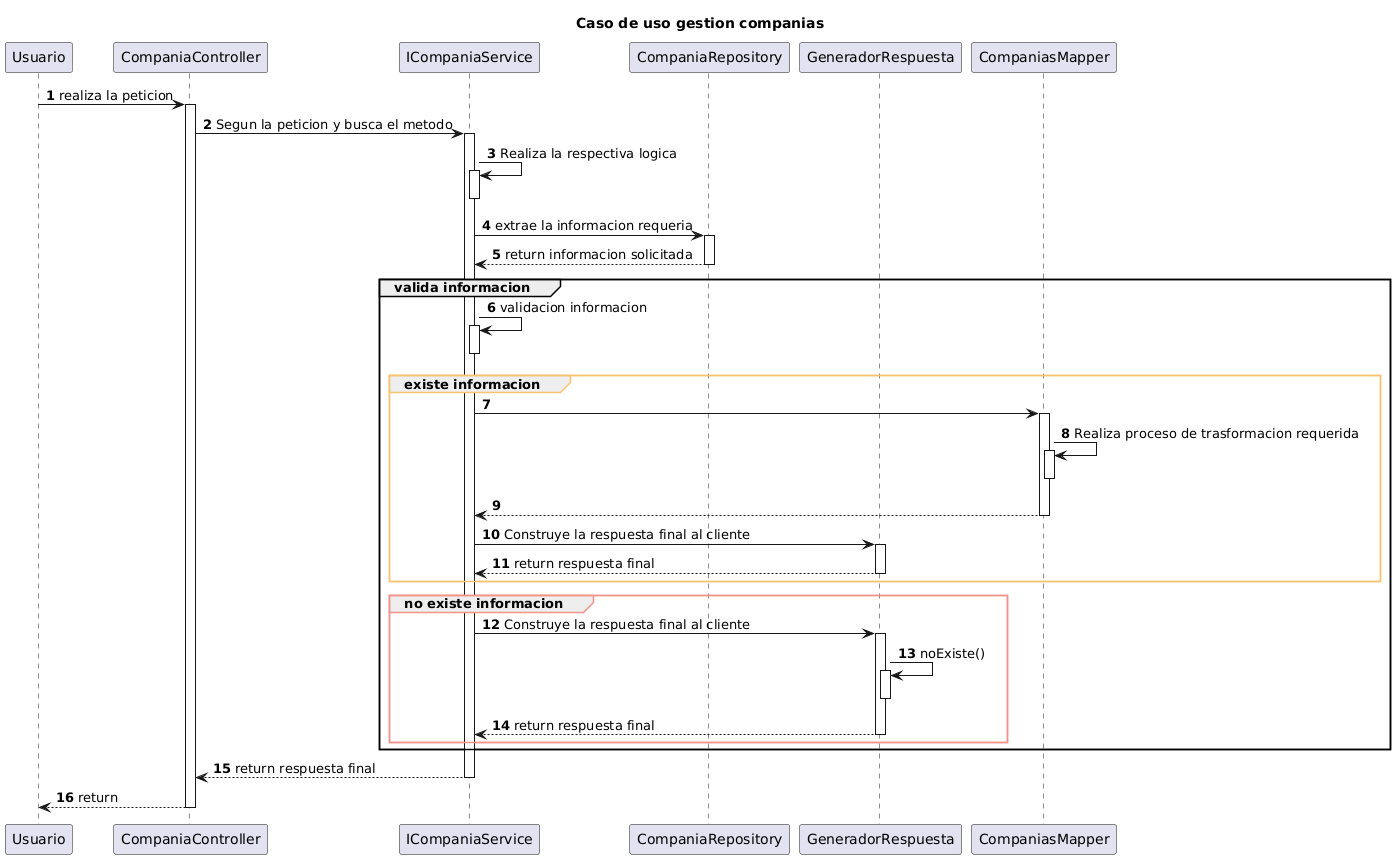 Caso de uso gestion companias
Usuario CompaniaController ICompaniaService CompaniaRepository GeneradorRespuesta CompaniasMapper
1 realiza la peticion
2 Segun la peticion y busca el metodo
3 Realiza la respectiva logica
4 extrae la informacion requeria
5 return informacion solicitada
valida informacion
6 validacion informacion
existe informacion
7
8 Realiza proceso de trasformacion requerida
9
10 Construye la respuesta final al cliente
11 return respuesta final
no existe informacion
12 Construye la respuesta final al cliente
13 noExiste()
14 return respuesta final
15 return respuesta final
16 return
Usuario CompaniaController ICompaniaService CompaniaRepository GeneradorRespuesta CompaniasMapper